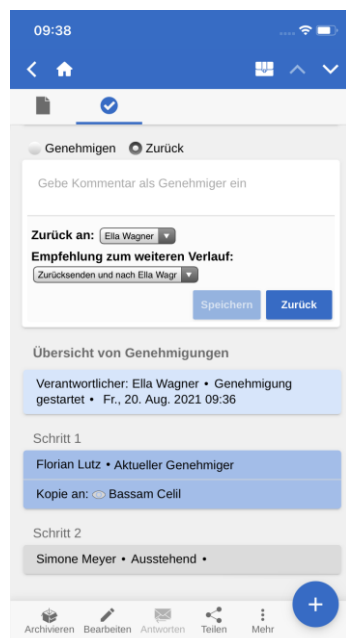 09:38
Genehmigen Zurück
Gebe Kommentar als Genehmiger ein
Zurück an: Ella Wagner
Empfehlung zum weiteren Verlauf:
Zurücksenden und nach Ella Wagr
Speichern Zurück
Übersicht von Genehmigungen
Verantwortlicher: Ella Wagner • Genehmigung
gestartet • Fr., 20. Aug. 2021 09:36
Schritt 1
Florian Lutz • Aktueller Genehmiger
Kopie an: Bassam Celil
Schritt 2
Simone Meyer • Ausstehend •
Archivieren Bearbeiten Antworten Teilen Mehr